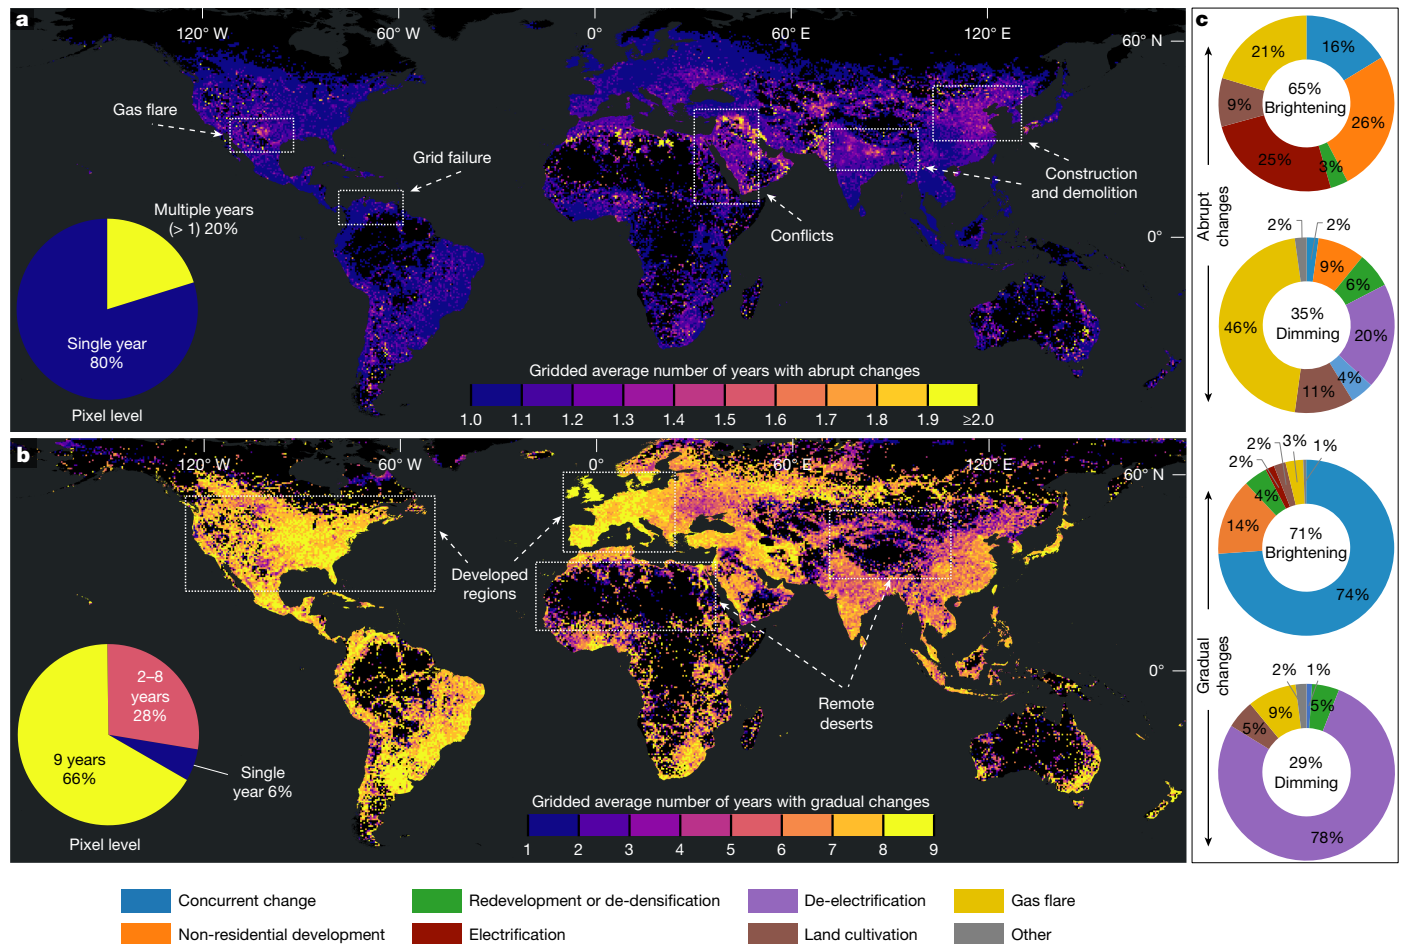 a
120° W
60° W
0°
60° E
120° E
60° N
Gas flare
Grid failure
Construction
and demolition
Conflicts
0°
Multiple years
(> 1) 20%
Single year
80%
Pixel level
Gridded average number of years with abrupt changes
1.0 1.1 1.2 1.3 1.4 1.5 1.6 1.7 1.8 1.9 ≥2.0
b
120° W
60° W
0°
60° E
120° E
60° N
Developed
regions
Remote
deserts
0°
2–8
years
28%
9 years
66%
Single
year 6%
Pixel level
Gridded average number of years with gradual changes
1 2 3 4 5 6 7 8 9
c
Abrupt
changes
21%
16%
65%
Brightening
9%
26%
25%
3%
2%
2%
9%
6%
35%
Dimming
46%
20%
4%
11%
Gradual
changes
2%
3%
1%
2%
4%
14%
71%
Brightening
74%
2%
1%
9%
5%
5%
29%
Dimming
78%
Concurrent change
Redevelopment or de-densification
De-electrification
Gas flare
Non-residential development
Electrification
Land cultivation
Other